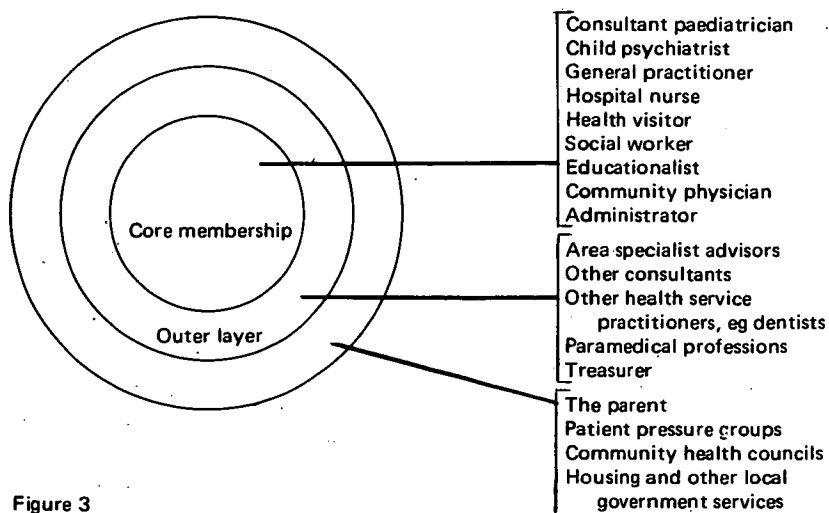 Consultant paediatrician
Child psychiatrist
General practitioner
Hospital nurse
Health visitor
Social worker
Educationalist
Community physician
Administrator
Core membership
Area specialist advisors
Other consultants
Other health service
practitioners, eg dentists
Paramedical professions
Treasurer
Outer layer
The parent
Patient pressure groups
Community health councils
Housing and other local
government services
Figure 3